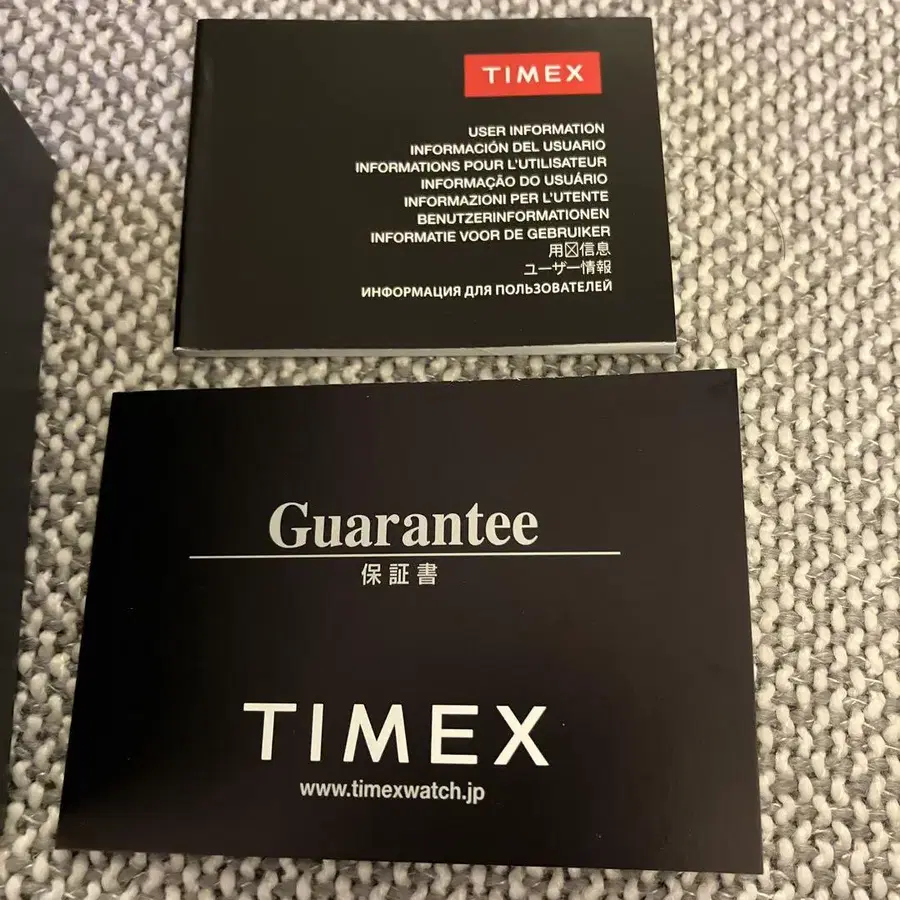 TIMEX
USER INFORMATION
INFORMACIÓN DEL USUARIO
INFORMATIONS POUR L'UTILISATEUR
INFORMAÇÃO DO USUÁRIO
INFORMAZIONI PER L'UTENTE
BENUTZERINFORMATIONEN
INFORMATIE VOOR DE GEBRUIKER
用☒信息
ユーザー情報
ИНФОРМАЦИЯ ДЛЯ ПОЛЬЗОВАТЕЛЕЙ
Guarantee
保証書
TIMEX
www.timexwatch.jp